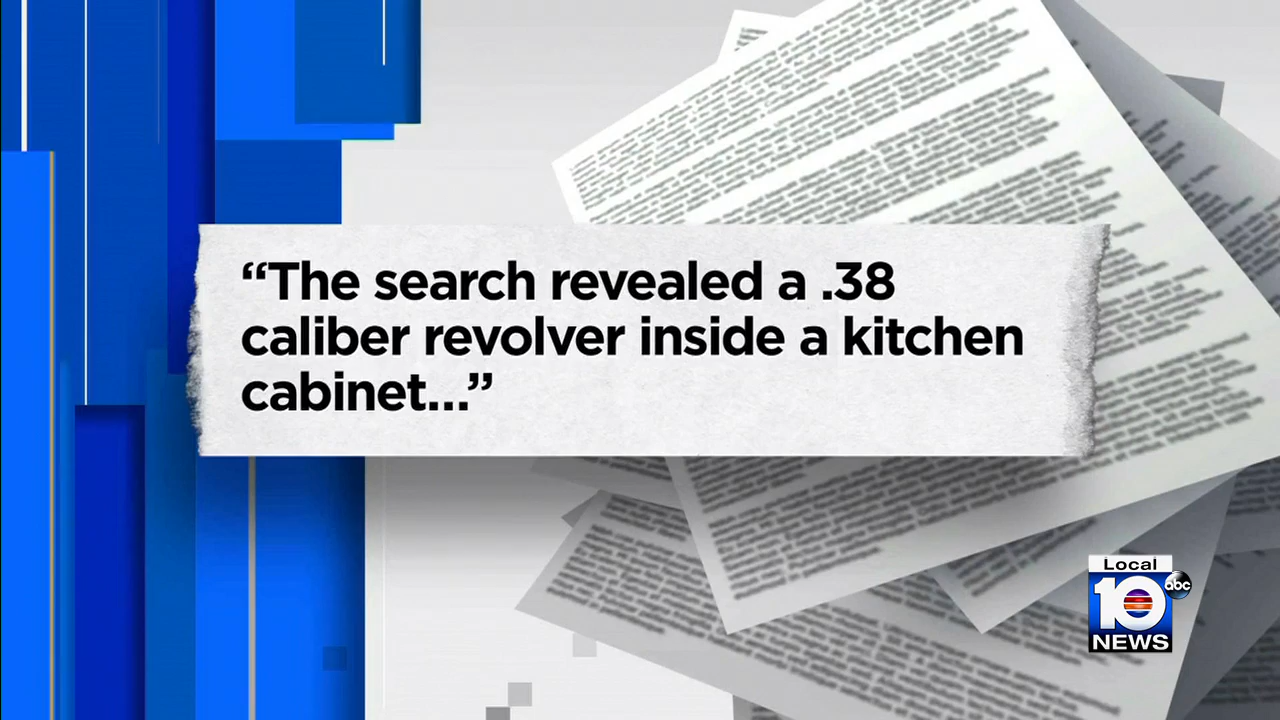 “The search revealed a .38
caliber revolver inside a kitchen
cabinet...”
Local
10
abc
NEWS